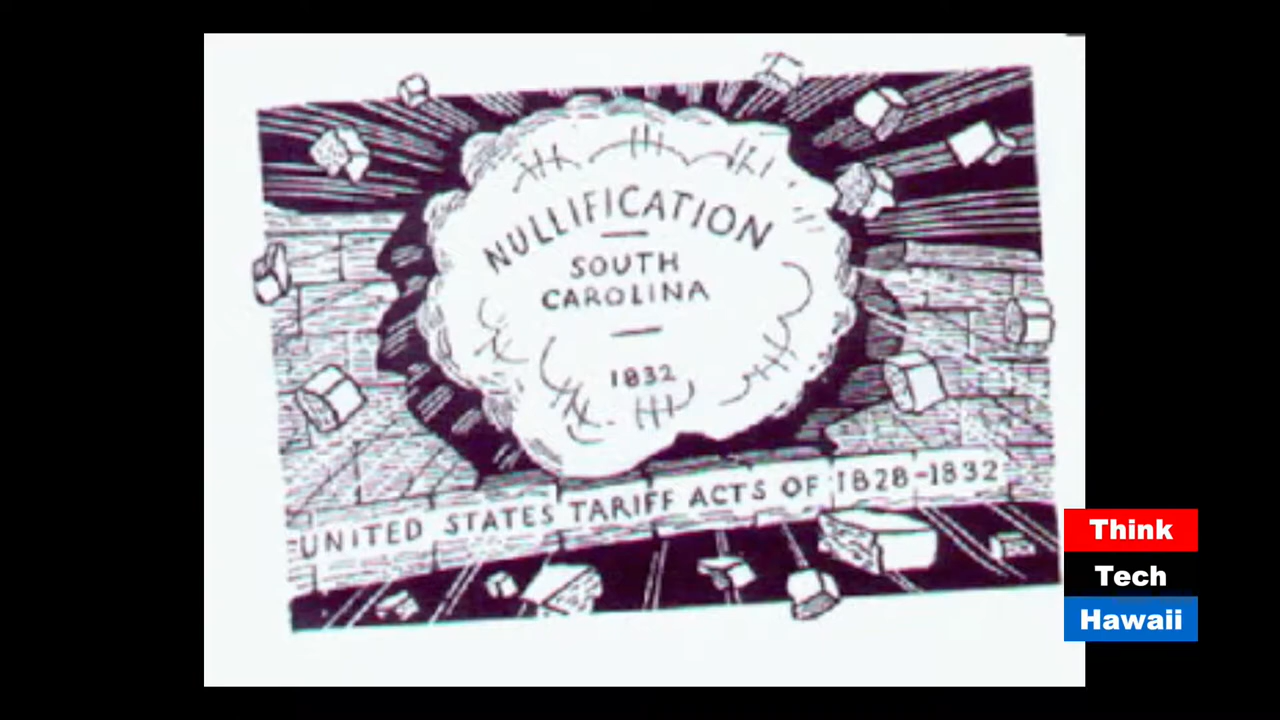 NULLIFICATION
SOUTH
CAROLINA
1832
UNITED STATES TARIFF ACTS OF 1828-1832
Think
Tech
Hawaii